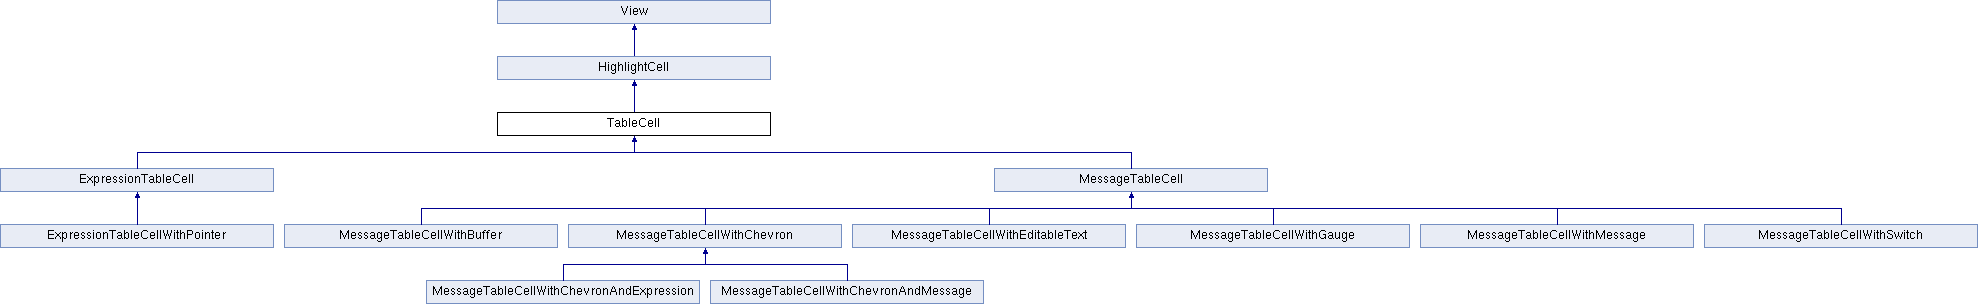 View
HighlightCell
TableCell
ExpressionTableCell
MessageTableCell
ExpressionTableCellWithPointer
MessageTableCellWithBuffer
MessageTableCellWithChevron
MessageTableCellWithEditableText
MessageTableCellWithGauge
MessageTableCellWithMessage
MessageTableCellWithSwitch
MessageTableCellWithChevronAndExpression
MessageTableCellWithChevronAndMessage